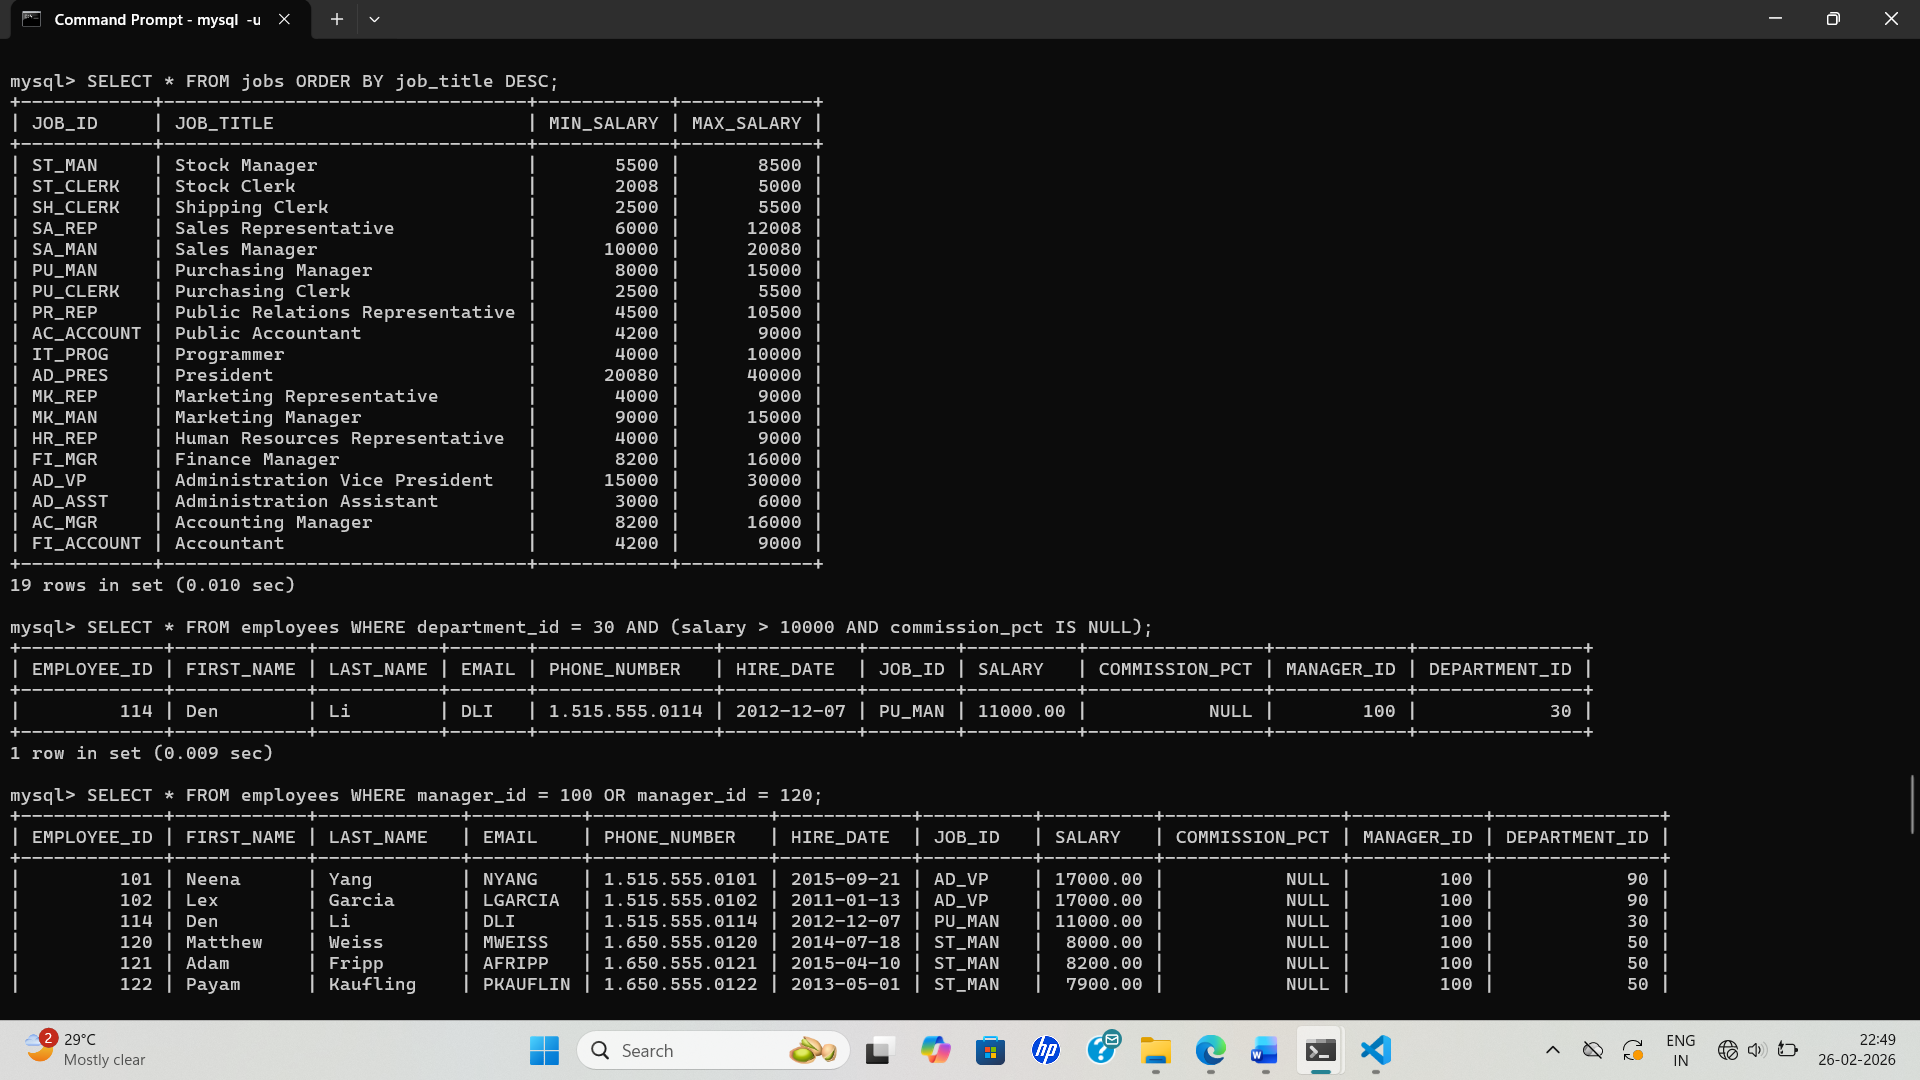 Command Prompt - mysql -u
mysql> SELECT * FROM jobs ORDER BY job_title DESC;
+------------+---------------------------------+------------+------------+
| JOB_ID     | JOB_TITLE                       | MIN_SALARY | MAX_SALARY |
+------------+---------------------------------+------------+------------+
| ST_MAN     | Stock Manager                   |       5500 |       8500 |
| ST_CLERK   | Stock Clerk                     |       2008 |       5000 |
| SH_CLERK   | Shipping Clerk                  |       2500 |       5500 |
| SA_REP     | Sales Representative            |       6000 |      12008 |
| SA_MAN     | Sales Manager                   |      10000 |      20080 |
| PU_MAN     | Purchasing Manager              |       8000 |      15000 |
| PU_CLERK   | Purchasing Clerk                |       2500 |       5500 |
| PR_REP     | Public Relations Representative |       4500 |      10500 |
| AC_ACCOUNT | Public Accountant               |       4200 |       9000 |
| IT_PROG    | Programmer                      |       4000 |      10000 |
| AD_PRES    | President                       |      20080 |      40000 |
| MK_REP     | Marketing Representative        |       4000 |       9000 |
| MK_MAN     | Marketing Manager               |       9000 |      15000 |
| HR_REP     | Human Resources Representative  |       4000 |       9000 |
| FI_MGR     | Finance Manager                 |       8200 |      16000 |
| AD_VP      | Administration Vice President   |      15000 |      30000 |
| AD_ASST    | Administration Assistant        |       3000 |       6000 |
| AC_MGR     | Accounting Manager              |       8200 |      16000 |
| FI_ACCOUNT | Accountant                      |       4200 |       9000 |
+------------+---------------------------------+------------+------------+
19 rows in set (0.010 sec)
mysql> SELECT * FROM employees WHERE department_id = 30 AND (salary > 10000 AND commission_pct IS NULL);
+-------------+------------+-----------+-------+----------------+------------+--------+----------+----------------+------------+---------------+
| EMPLOYEE_ID | FIRST_NAME | LAST_NAME | EMAIL | PHONE_NUMBER   | HIRE_DATE  | JOB_ID | SALARY   | COMMISSION_PCT | MANAGER_ID | DEPARTMENT_ID |
+-------------+------------+-----------+-------+----------------+------------+--------+----------+----------------+------------+---------------+
|         114 | Den        | Li        | DLI   | 1.515.555.0114 | 2012-12-07 | PU_MAN | 11000.00 |           NULL |        100 |            30 |
+-------------+------------+-----------+-------+----------------+------------+--------+----------+----------------+------------+---------------+
1 row in set (0.009 sec)
mysql> SELECT * FROM employees WHERE manager_id = 100 OR manager_id = 120;
+-------------+------------+-------------+----------+----------------+------------+----------+----------+----------------+------------+---------------+
| EMPLOYEE_ID | FIRST_NAME | LAST_NAME   | EMAIL    | PHONE_NUMBER   | HIRE_DATE  | JOB_ID   | SALARY   | COMMISSION_PCT | MANAGER_ID | DEPARTMENT_ID |
+-------------+------------+-------------+----------+----------------+------------+----------+----------+----------------+------------+---------------+
|         101 | Neena      | Yang        | NYANG    | 1.515.555.0101 | 2015-09-21 | AD_VP    | 17000.00 |           NULL |        100 |            90 |
|         102 | Lex        | Garcia      | LGARCIA  | 1.515.555.0102 | 2011-01-13 | AD_VP    | 17000.00 |           NULL |        100 |            90 |
|         114 | Den        | Li          | DLI      | 1.515.555.0114 | 2012-12-07 | PU_MAN   | 11000.00 |           NULL |        100 |            30 |
|         120 | Matthew    | Weiss       | MWEISS   | 1.650.555.0120 | 2014-07-18 | ST_MAN   |  8000.00 |           NULL |        100 |            50 |
|         121 | Adam       | Fripp       | AFRIPP   | 1.650.555.0121 | 2015-04-10 | ST_MAN   |  8200.00 |           NULL |        100 |            50 |
|         122 | Payam      | Kaufling    | PKAUFLIN | 1.650.555.0122 | 2013-05-01 | ST_MAN   |  7900.00 |           NULL |        100 |            50 |
2
29°C
Mostly clear
Search
hp
W
ENG
IN
22:49
26-02-2026